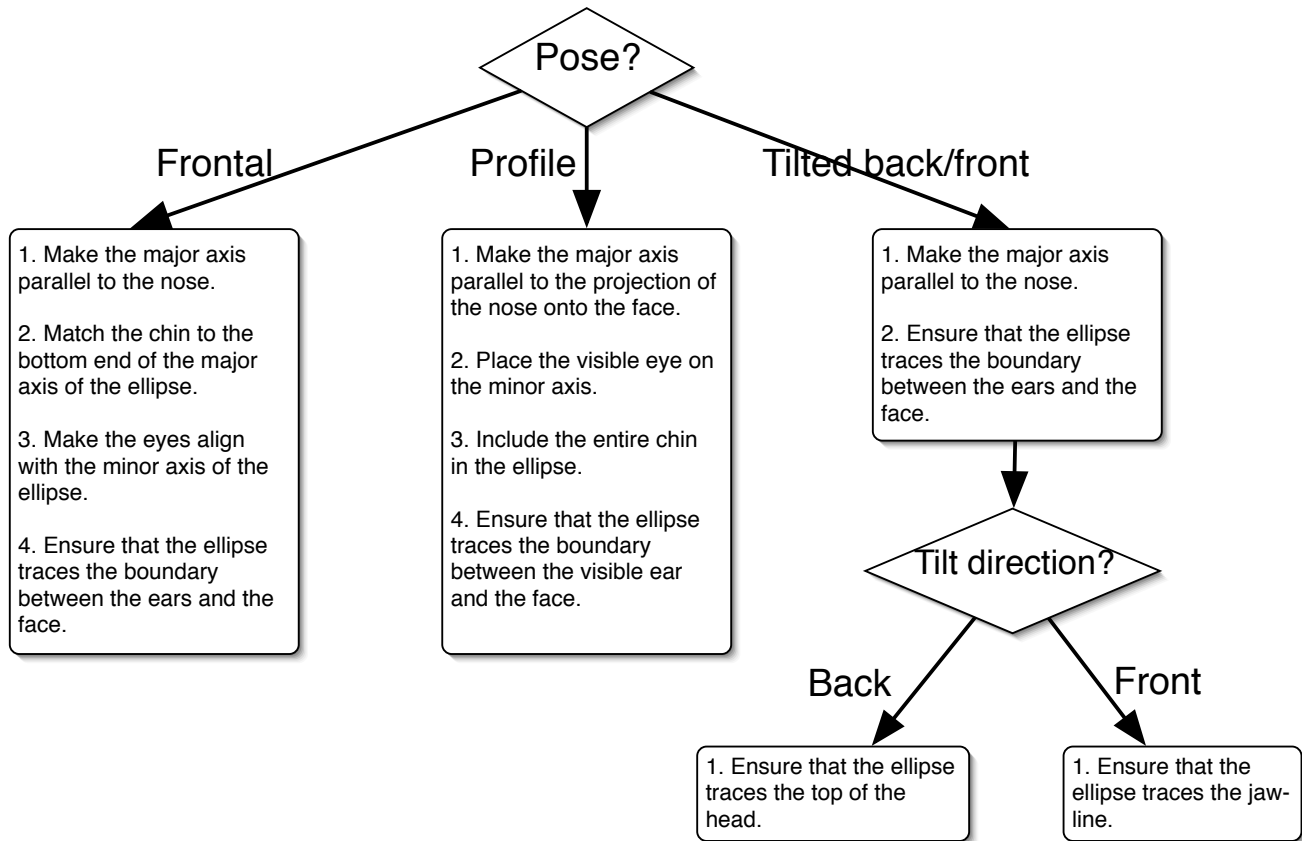 Pose?
Frontal
Profile
Tilted back/front
1. Make the major axis
parallel to the nose.
2. Match the chin to the
bottom end of the major
axis of the ellipse.
3. Make the eyes align
with the minor axis of the
ellipse.
4. Ensure that the ellipse
traces the boundary
between the ears and the
face.
1. Make the major axis
parallel to the projection of
the nose onto the face.
2. Place the visible eye on
the minor axis.
3. Include the entire chin
in the ellipse.
4. Ensure that the ellipse
traces the boundary
between the visible ear
and the face.
1. Make the major axis
parallel to the nose.
2. Ensure that the ellipse
traces the boundary
between the ears and the
face.
Tilt direction?
Back
Front
1. Ensure that the ellipse
traces the top of the
head.
1. Ensure that the
ellipse traces the jaw-
line.